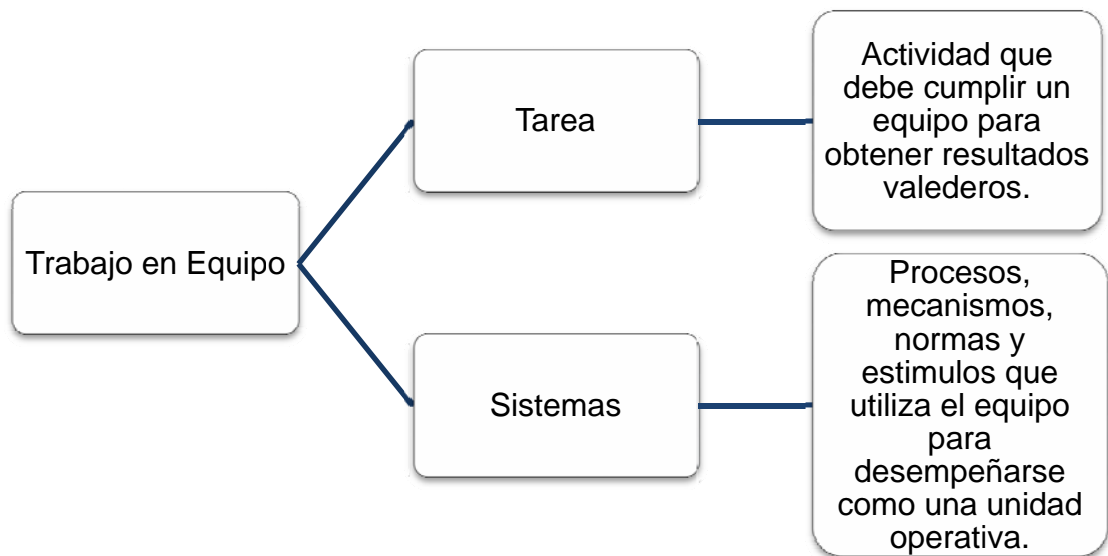 Trabajo en Equipo
Tarea
Actividad que
debe cumplir un
equipo para
obtener resultados
valederos.
Sistemas
Procesos,
mecanismos,
normas y
estimulos que
utiliza el equipo
para
desempeñarse
como una unidad
operativa.